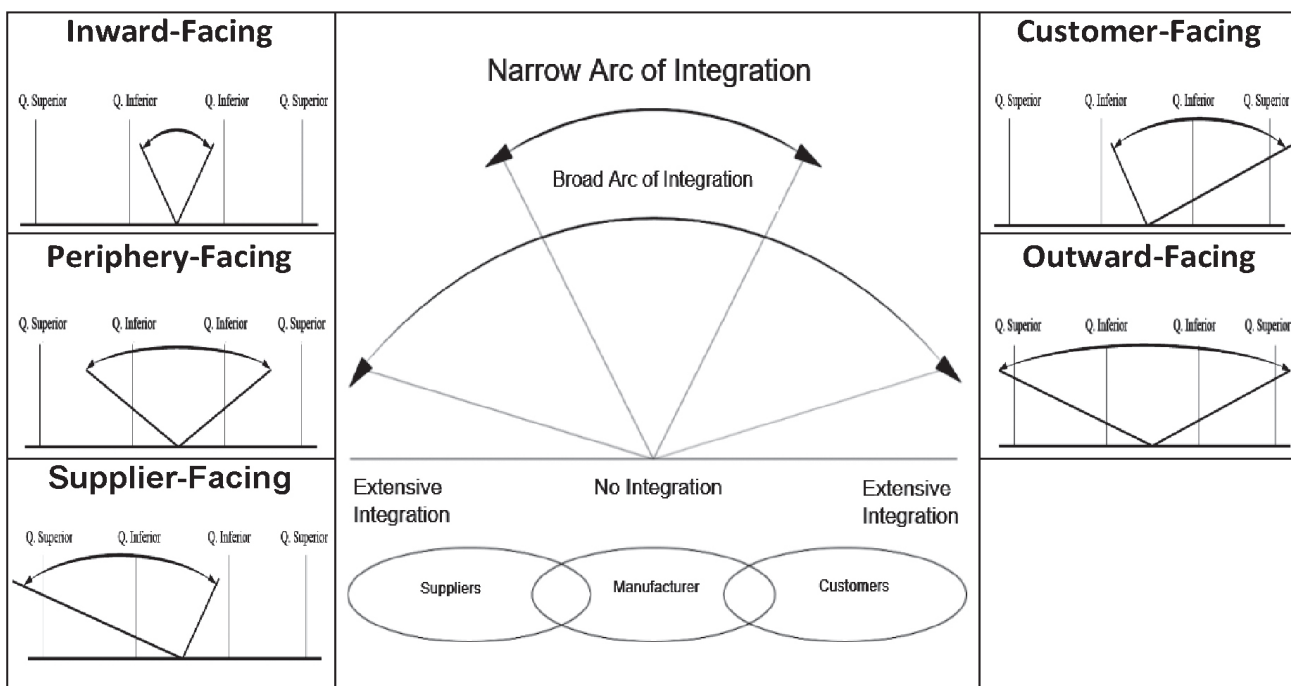 Inward-Facing
Q. Superior Q. Inferior Q. Inferior Q. Superior
Periphery-Facing
Q. Superior Q. Inferior Q. Inferior Q. Superior
Supplier-Facing
Q. Superior Q. Inferior Q. Inferior Q. Superior
Narrow Arc of Integration
Broad Arc of Integration
Extensive
Integration
No Integration
Extensive
Integration
Suppliers
Manufacturer
Customers
Customer-Facing
Q. Superior Q. Inferior Q. Inferior Q. Superior
Outward-Facing
Q. Superior Q. Inferior Q. Inferior Q. Superior